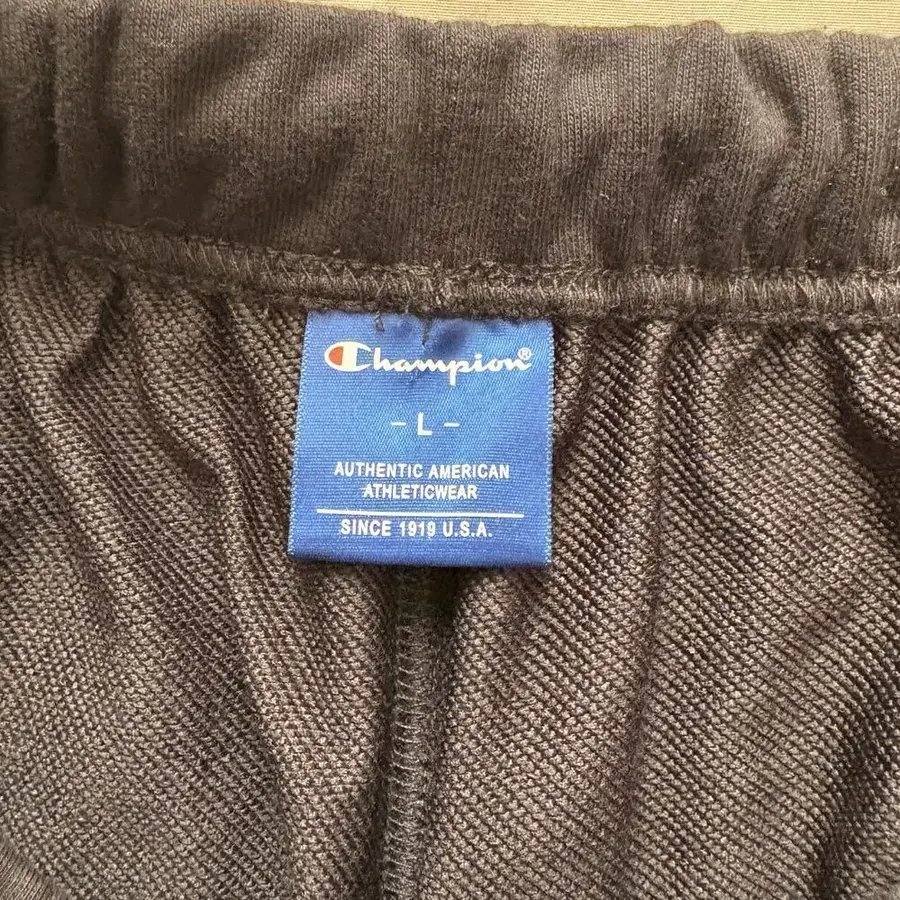 Champion®
- L -
AUTHENTIC AMERICAN
ATHLETICWEAR
SINCE 1919 U.S.A.